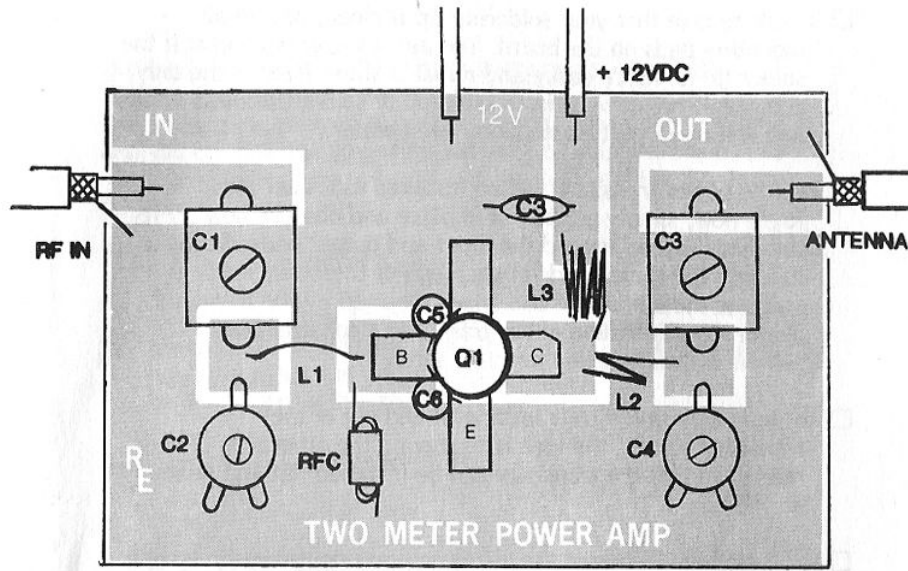 + 12VDC
12V
IN
OUT
RF IN
ANTENNA
C1
C3
C3
L3
C5
B
Q1
C
L1
C6
L2
E
C2
RFC
C4
RE
TWO METER POWER AMP